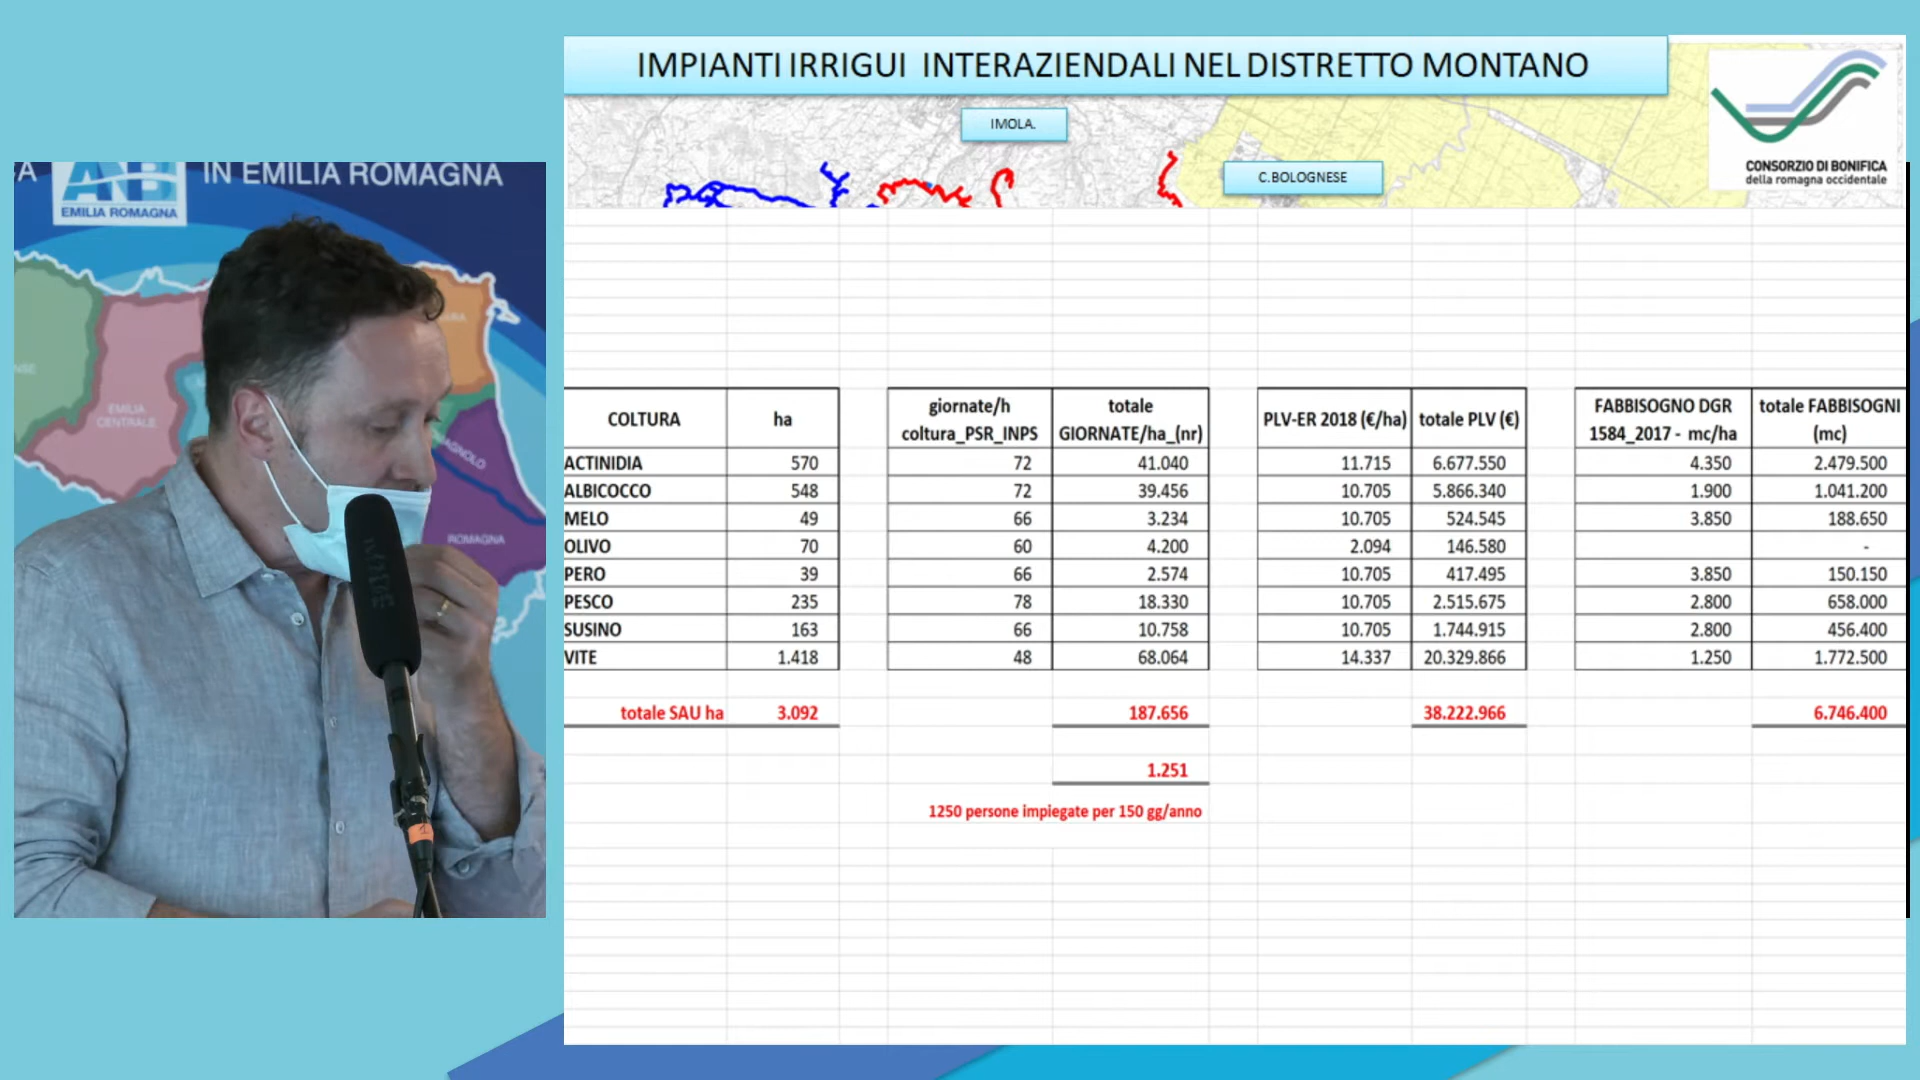 IMPIANTI IRRIGUI INTERAZIENDALI NEL DISTRETTO MONTANO
IMOLA.
C.BOLOGNESE
CONSORZIO DI BONIFICA
della romagna occidentale
IN EMILIA ROMAGNA
EMILIA ROMAGNA
EMILIA
CENTRALE
ROMAGNA
COLTURA ha giornate/h coltura_PSR_INPS totale GIORNATE/ha_(nr) PLV-ER 2018 (€/ha) totale PLV (€) FABBISOGNO DGR 1584_2017 - mc/ha totale FABBISOGNI (mc)
ACTINIDIA 570 72 41.040 11.715 6.677.550 4.350 2.479.500
ALBICOCCO 548 72 39.456 10.705 5.866.340 1.900 1.041.200
MELO 49 66 3.234 10.705 524.545 3.850 188.650
OLIVO 70 60 4.200 2.094 146.580 -
PERO 39 66 2.574 10.705 417.495 3.850 150.150
PESCO 235 78 18.330 10.705 2.515.675 2.800 658.000
SUSINO 163 66 10.758 10.705 1.744.915 2.800 456.400
VITE 1.418 48 68.064 14.337 20.329.866 1.250 1.772.500
totale SAU ha 3.092 187.656 38.222.966 6.746.400
1.251
1250 persone impiegate per 150 gg/anno